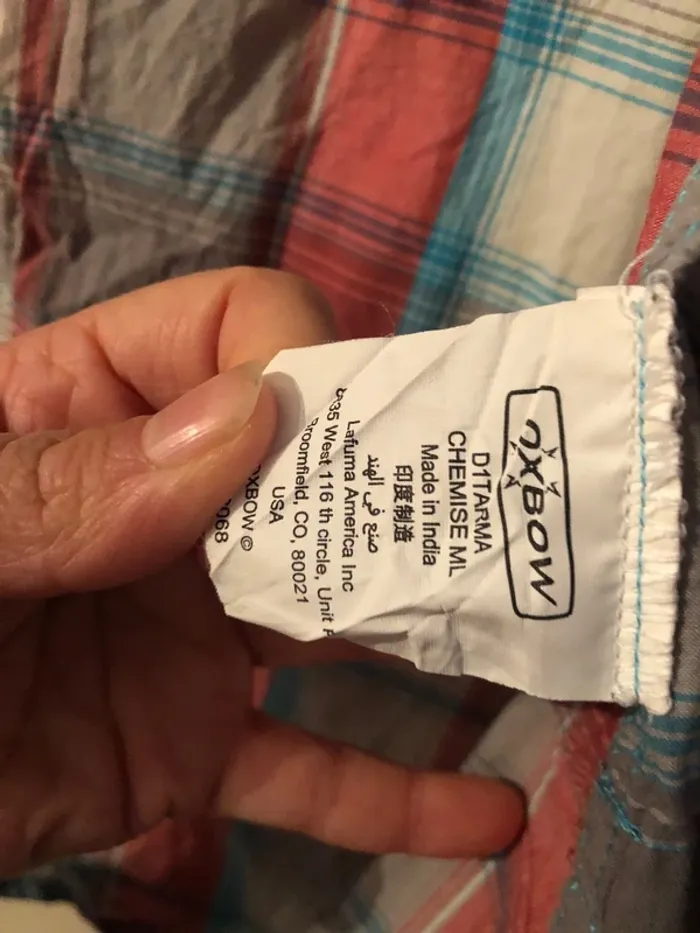 OXBOW
D1TARMA
CHEMISE ML
Made in India
印度制造
صنع في الهند
Lafuma America Inc
West 116 th circle, Unit
Broomfield, CO, 80021
USA
OXBOW ©